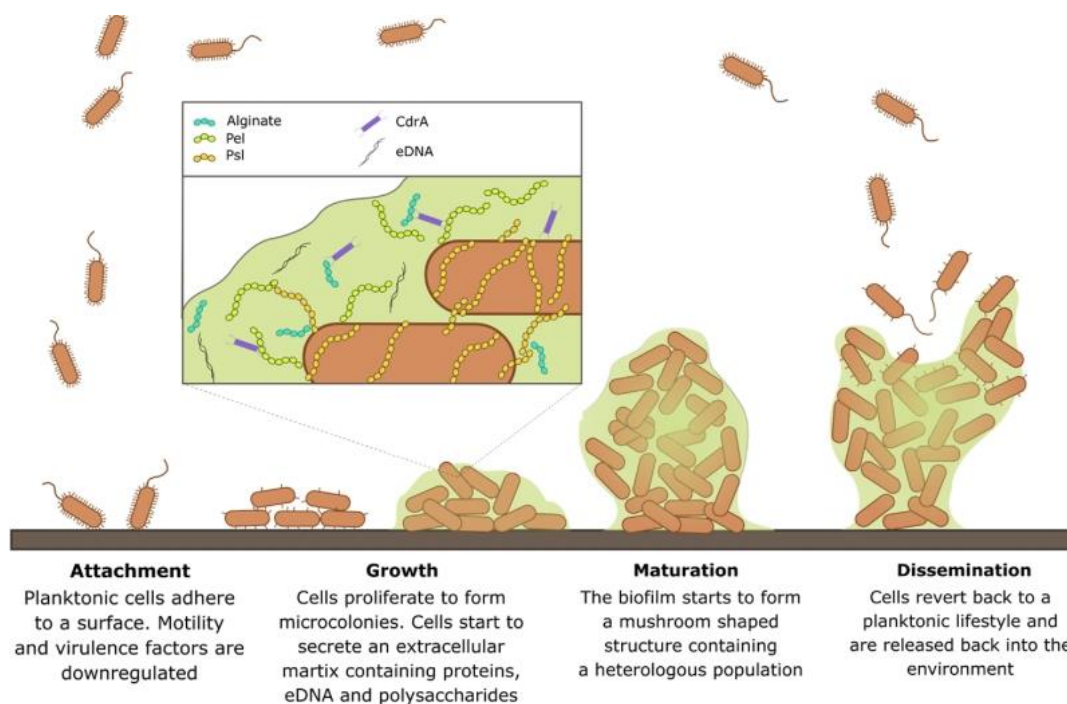 Alginate
Pel
Psl
CdrA
eDNA
Attachment
Planktonic cells adhere
to a surface. Motility
and virulence factors are
downregulated
Growth
Cells proliferate to form
microcolonies. Cells start to
secrete an extracellular
martix containing proteins,
eDNA and polysaccharides
Maturation
The biofilm starts to form
a mushroom shaped
structure containing
a heterologous population
Dissemination
Cells revert back to a
planktonic lifestyle and
are released back into the
environment